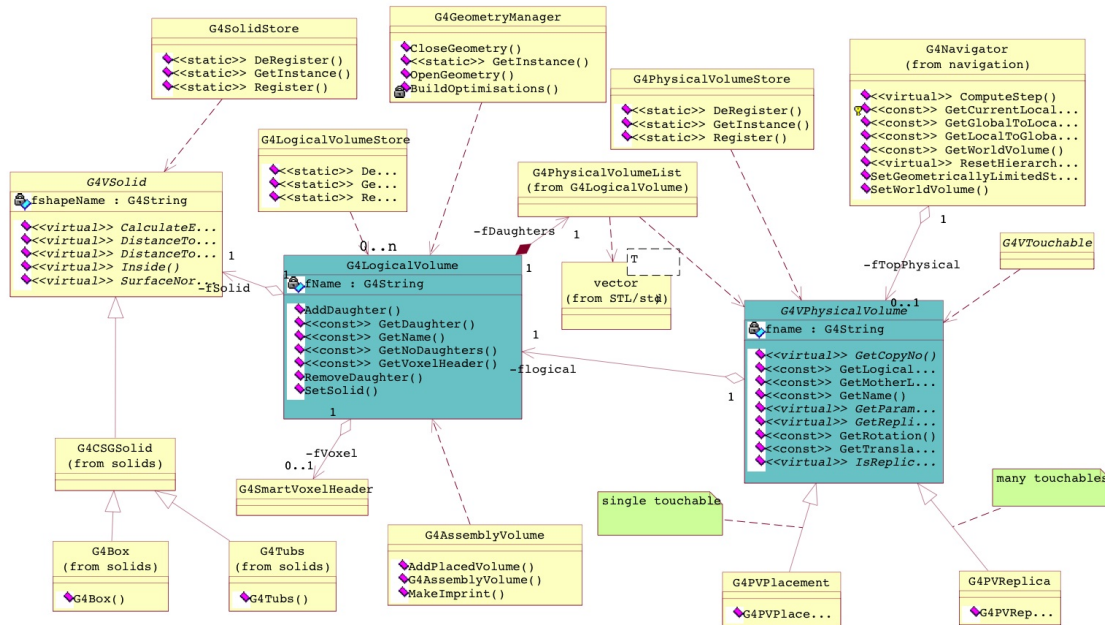 G4SolidStore
<<static>> DeRegister()
<<static>> GetInstance()
<<static>> Register()
G4GeometryManager
CloseGeometry()
<<static>> GetInstance()
OpenGeometry()
BuildOptimisations()
G4PhysicalVolumeStore
<<static>> DeRegister()
<<static>> GetInstance()
<<static>> Register()
G4Navigator
(from navigation)
<<virtual>> ComputeStep()
<<const>> GetCurrentLocal...
<<const>> GetGlobalToLoca...
<<const>> GetLocalToGloba...
<<const>> GetWorldVolume()
<<virtual>> ResetHierarch...
SetGeometricallyLimitedSt...
SetWorldVolume()
G4LogicalVolumeStore
<<static>> De...
<<static>> Ge...
<<static>> Re...
G4PhysicalVolumeList
(from G4LogicalVolume)
G4VSolid
fshapeName : G4String
<<virtual>> CalculateE...
<<virtual>> DistanceTo...
<<virtual>> DistanceTo...
<<virtual>> Inside()
<<virtual>> SurfaceNor...
1
-fSolid
1
0..n
-fDaughters
1
1
T
vector
(from STL/std)
1
-fTopPhysical
0..1
G4VTouchable
G4LogicalVolume
fName : G4String
AddDaughter()
<<const>> GetDaughter()
<<const>> GetName()
<<const>> GetNoDaughters()
<<const>> GetVoxelHeader()
RemoveDaughter()
SetSolid()
1
-flogical
1
G4VPhysicalVolume
fname : G4String
<<virtual>> GetCopyNo()
<<const>> GetLogical...
<<const>> GetMotherL...
<<const>> GetName()
<<virtual>> GetParam...
<<virtual>> GetRepli...
<<const>> GetRotation()
<<const>> GetTransla...
<<virtual>> IsReplic...
1
-fVoxel
0..1
G4SmartVoxelHeader
G4CSGSolid
(from solids)
single touchable
many touchables
G4Box
(from solids)
G4Box()
G4Tubs
(from solids)
G4Tubs()
G4AssemblyVolume
AddPlacedVolume()
G4AssemblyVolume()
MakeImprint()
G4PVPlacement
G4PVPlace...
G4PVReplica
G4PVRep...